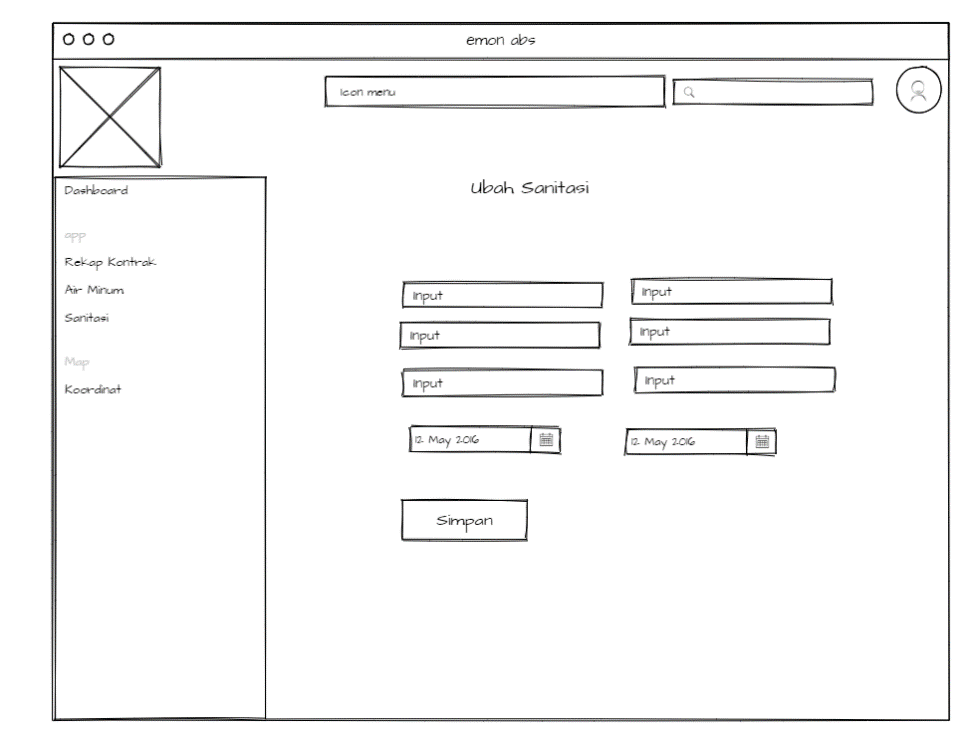 emon abs
Icon menu
Dashboard
app
Rekap Kontrak
Air Minum
Sanitasi
Map
Koordinat
Ubah Sanitasi
Input
Input
Input
Input
Input
Input
12 May 2016
12 May 2016
Simpan